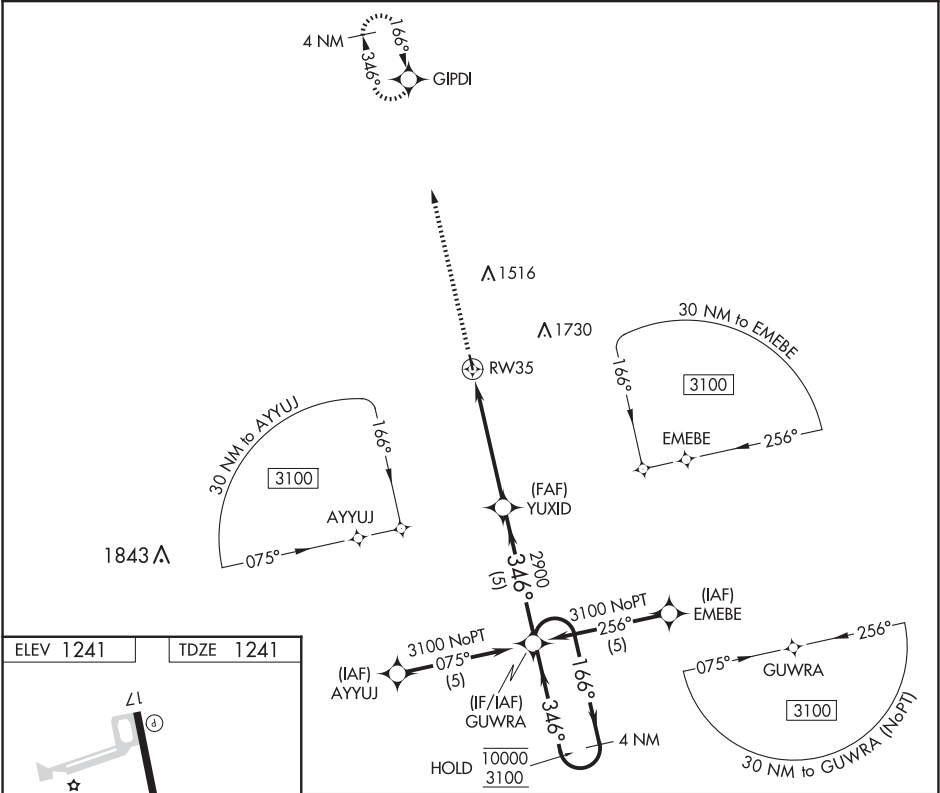 4 NM
166°
346°
GIPDI
1516
1730
RW35
30 NM to EMEBE
166°
3100
EMEBE
256°
30 NM to AYYUJ
166°
3100
AYYUJ
075°
1843
(FAF)
YUXID
346°
2900
(5)
3100 NoPT
256°
(5)
(IAF)
EMEBE
3100 NoPT
075°
(5)
(IAF)
AYYUJ
(IF/IAF)
GUWRA
346°
166°
4 NM
HOLD 10000
3100
075°
256°
GUWRA
3100
30 NM to GUWRA (NoPT)
ELEV 1241
TDZE 1241
17
P